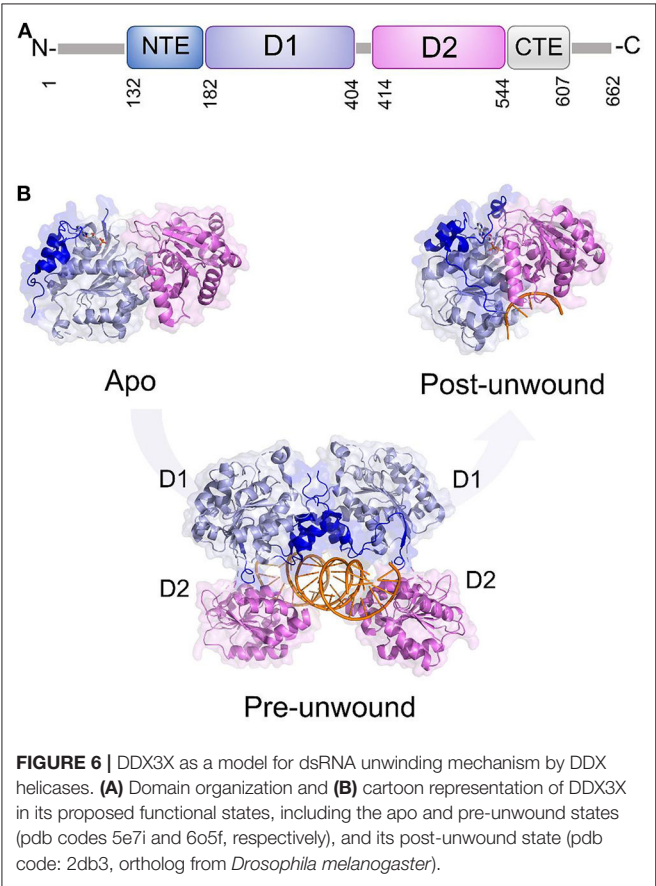 A
N- NTE D1 D2 CTE -C
1 132 182 404 414 544 607 662
B
Apo Post-unwound
D1 D1
D2 D2
Pre-unwound
FIGURE 6 | DDX3X as a model for dsRNA unwinding mechanism by DDX
helicases. (A) Domain organization and (B) cartoon representation of DDX3X
in its proposed functional states, including the apo and pre-unwound states
(pdb codes 5e7i and 6o5f, respectively), and its post-unwound state (pdb
code: 2db3, ortholog from Drosophila melanogaster).